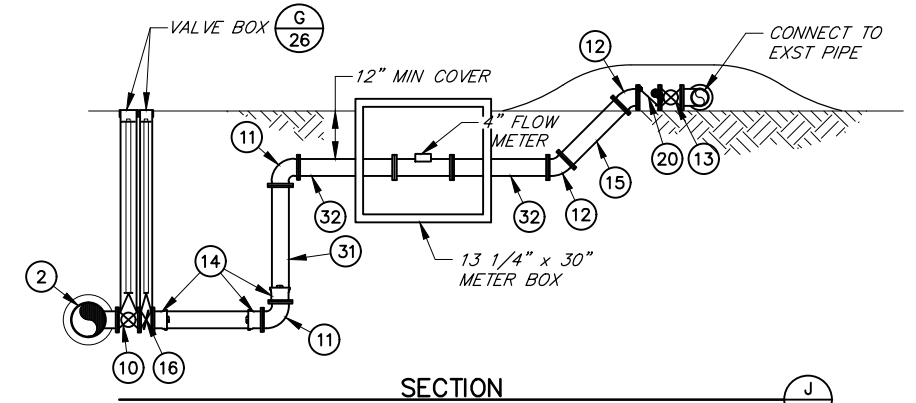 VALVE BOX
G
26
12
CONNECT TO
EXST PIPE
12" MIN COVER
4" FLOW
METER
11
20
13
15
32
32
12
31
13 1/4" x 30"
METER BOX
14
2
11
10
16
SECTION
J